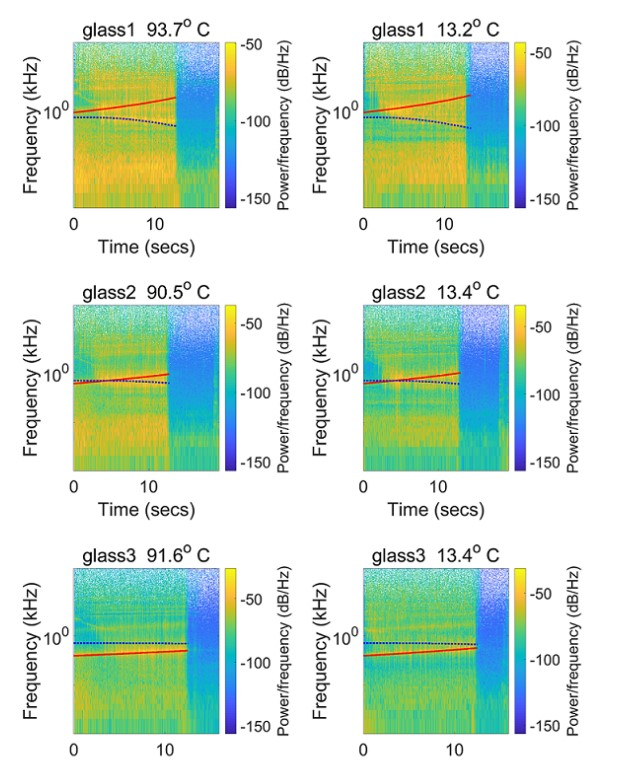 glass1 93.7° C
Frequency (kHz)
10⁰
0 10
Time (secs)
-50
-100
-150
Power/frequency (dB/Hz)
glass1 13.2° C
Frequency (kHz)
10⁰
0 10
Time (secs)
-50
-100
-150
Power/frequency (dB/Hz)
glass2 90.5° C
Frequency (kHz)
10⁰
0 10
Time (secs)
-50
-100
-150
Power/frequency (dB/Hz)
glass2 13.4° C
Frequency (kHz)
10⁰
0 10
Time (secs)
-50
-100
-150
Power/frequency (dB/Hz)
glass3 91.6° C
Frequency (kHz)
10⁰
0 10
-50
-100
-150
Power/frequency (dB/Hz)
glass3 13.4° C
Frequency (kHz)
10⁰
0 10
-50
-100
-150
Power/frequency (dB/Hz)